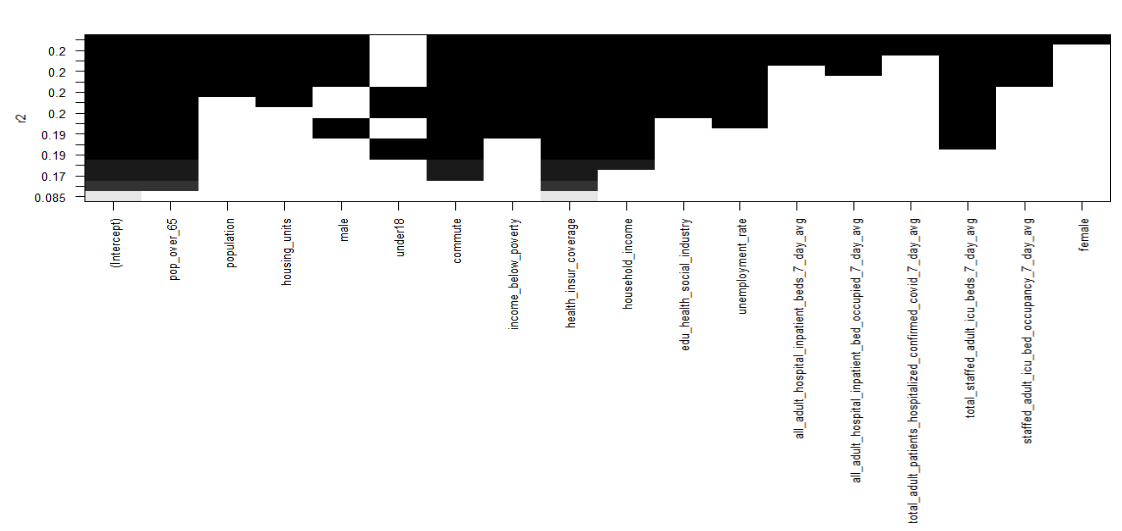 r2
0.2
0.2
0.2
0.2
0.19
0.19
0.17
0.085
(Intercept)
pop_over_65
population
housing_units
male
under18
commute
income_below_poverty
health_insur_coverage
household_income
edu_health_social_industry
unemployment_rate
all_adult_hospital_inpatient_beds_7_day_avg
all_adult_hospital_inpatient_bed_occupied_7_day_avg
total_adult_patients_hospitalized_confirmed_covid_7_day_avg
total_staffed_adult_icu_beds_7_day_avg
staffed_adult_icu_bed_occupancy_7_day_avg
female